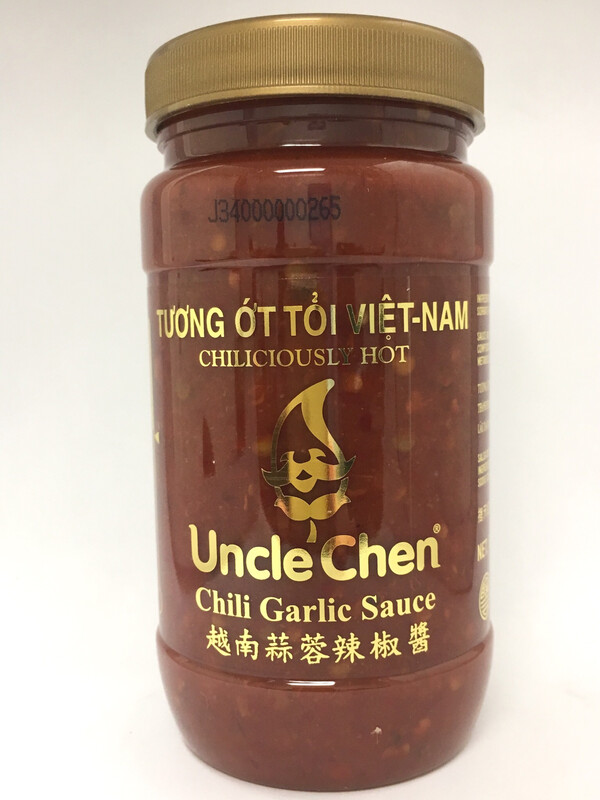 J34000000265
TƯƠNG ỚT TỎI VIỆT-NAM
CHILICIOUSLY HOT
Uncle Chen®
Chili Garlic Sauce
越南蒜蓉辣椒醬
NET